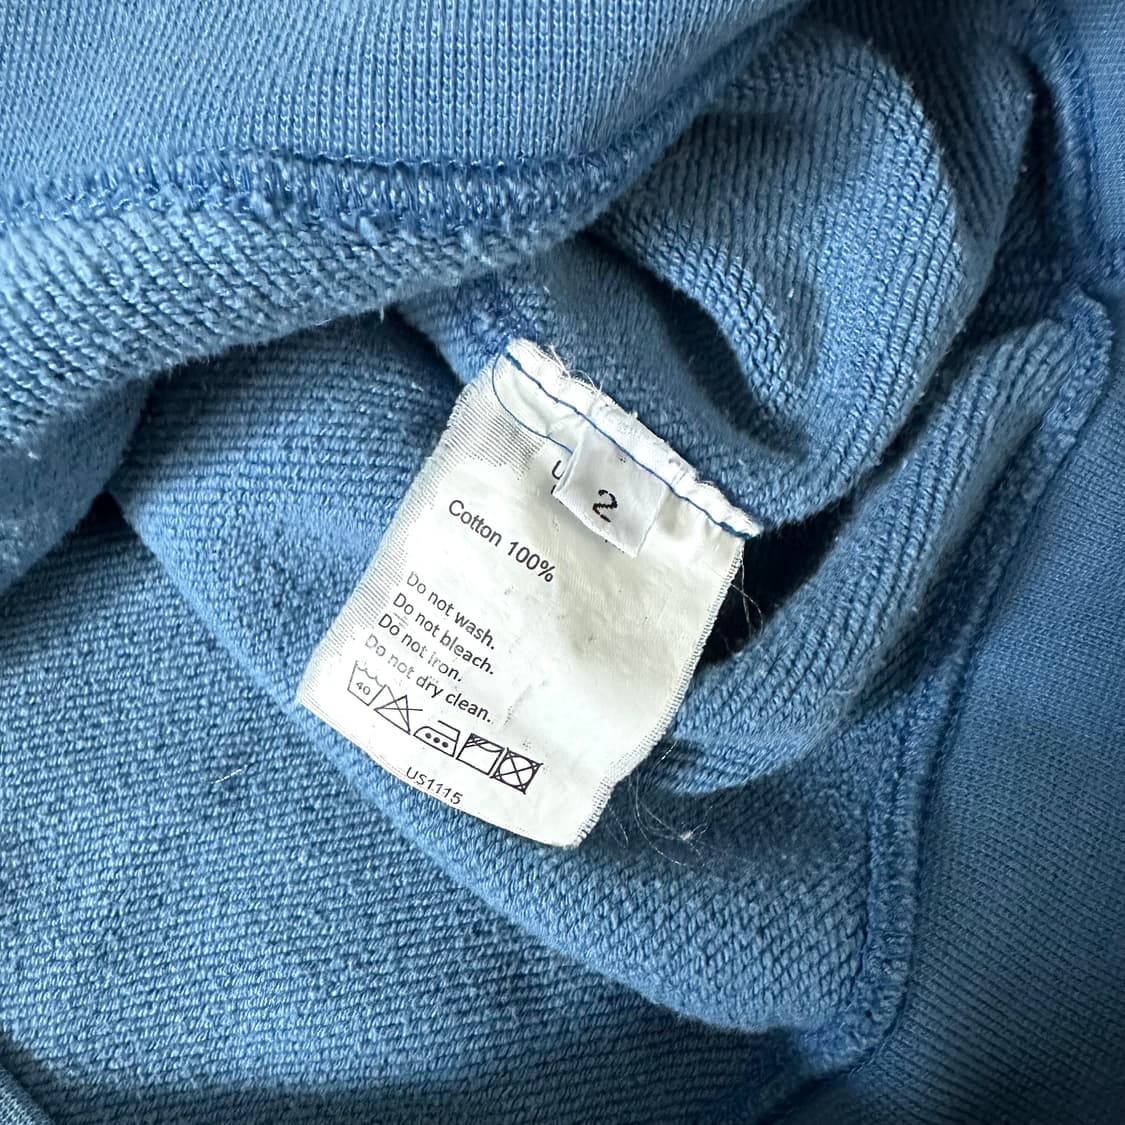 2
Cotton 100%
Do not wash.
Do not bleach.
Do not iron.
Do not dry clean.
40
US1115